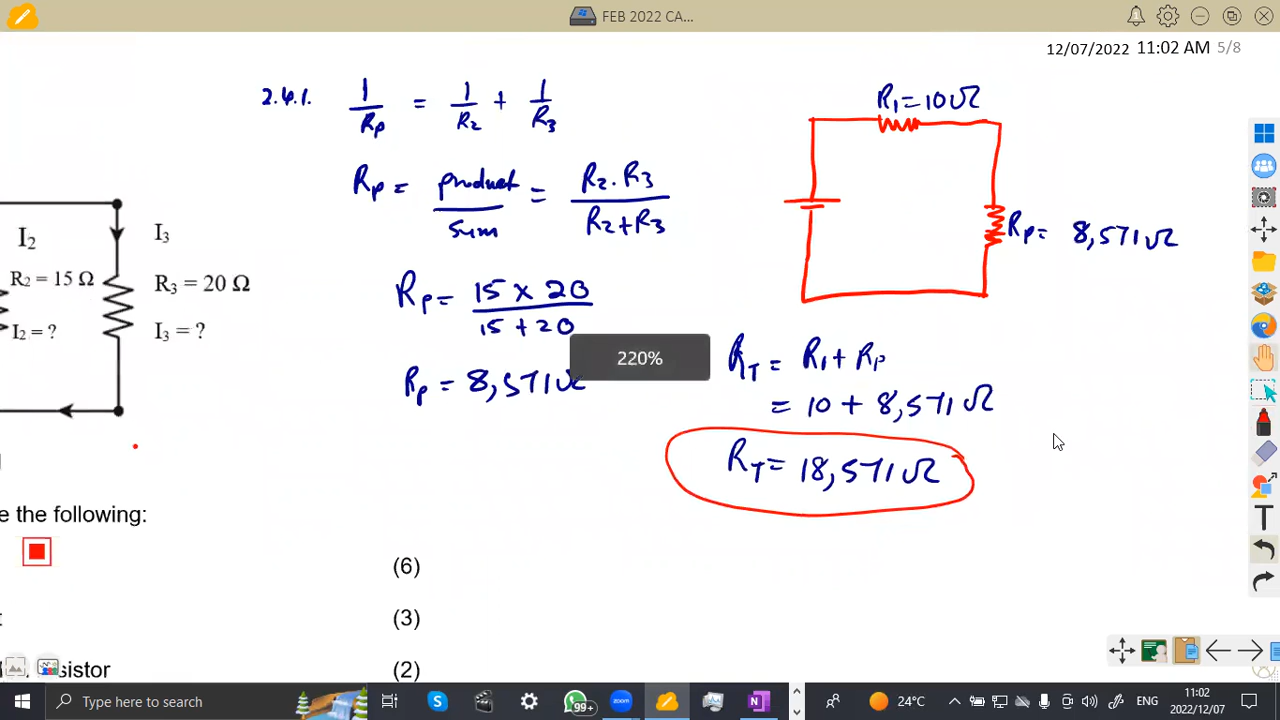 FEB 2022 CA...
12/07/2022 11:02 AM 5/8
2.4.1. 1/Rp = 1/R2 + 1/R3
R1=10Ω
Rp = product/sum = R2.R3/R2+R3
Rp= 8,571Ω
I2
I3
R2 = 15 Ω
R3 = 20 Ω
I2 = ?
I3 = ?
Rp= 15 x 20/15 + 20
Rp = 8,571Ω
220%
RT = R1 + Rp
= 10 + 8,571 Ω
RT = 18,571Ω
e the following:
(6)
(3)
sistor
(2)
T
Type here to search
99+
zoom
24°C
ENG
11:02
2022/12/07